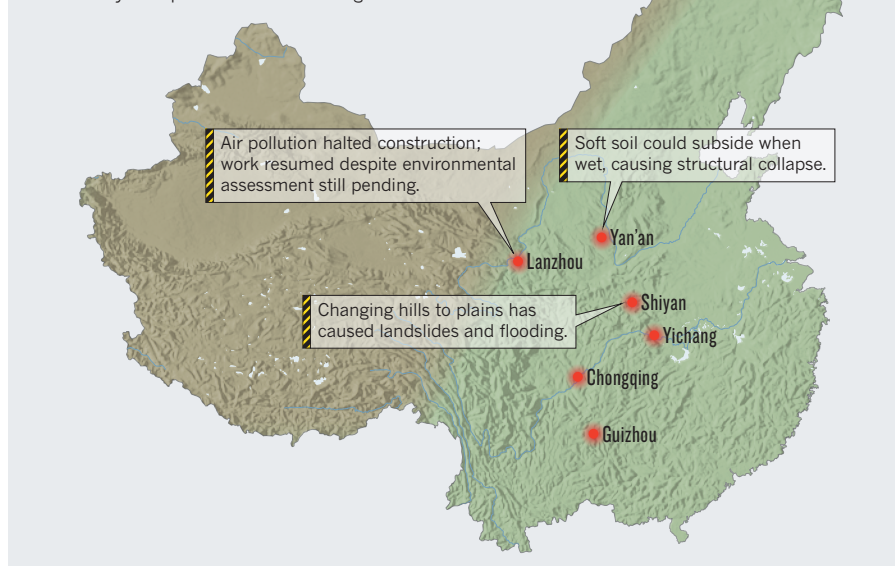 Air pollution halted construction;
work resumed despite environmental
assessment still pending.
Soft soil could subside when
wet, causing structural collapse.
Yan’an
Lanzhou
Changing hills to plains has
caused landslides and flooding.
Shiyan
Yichang
Chongqing
Guizhou